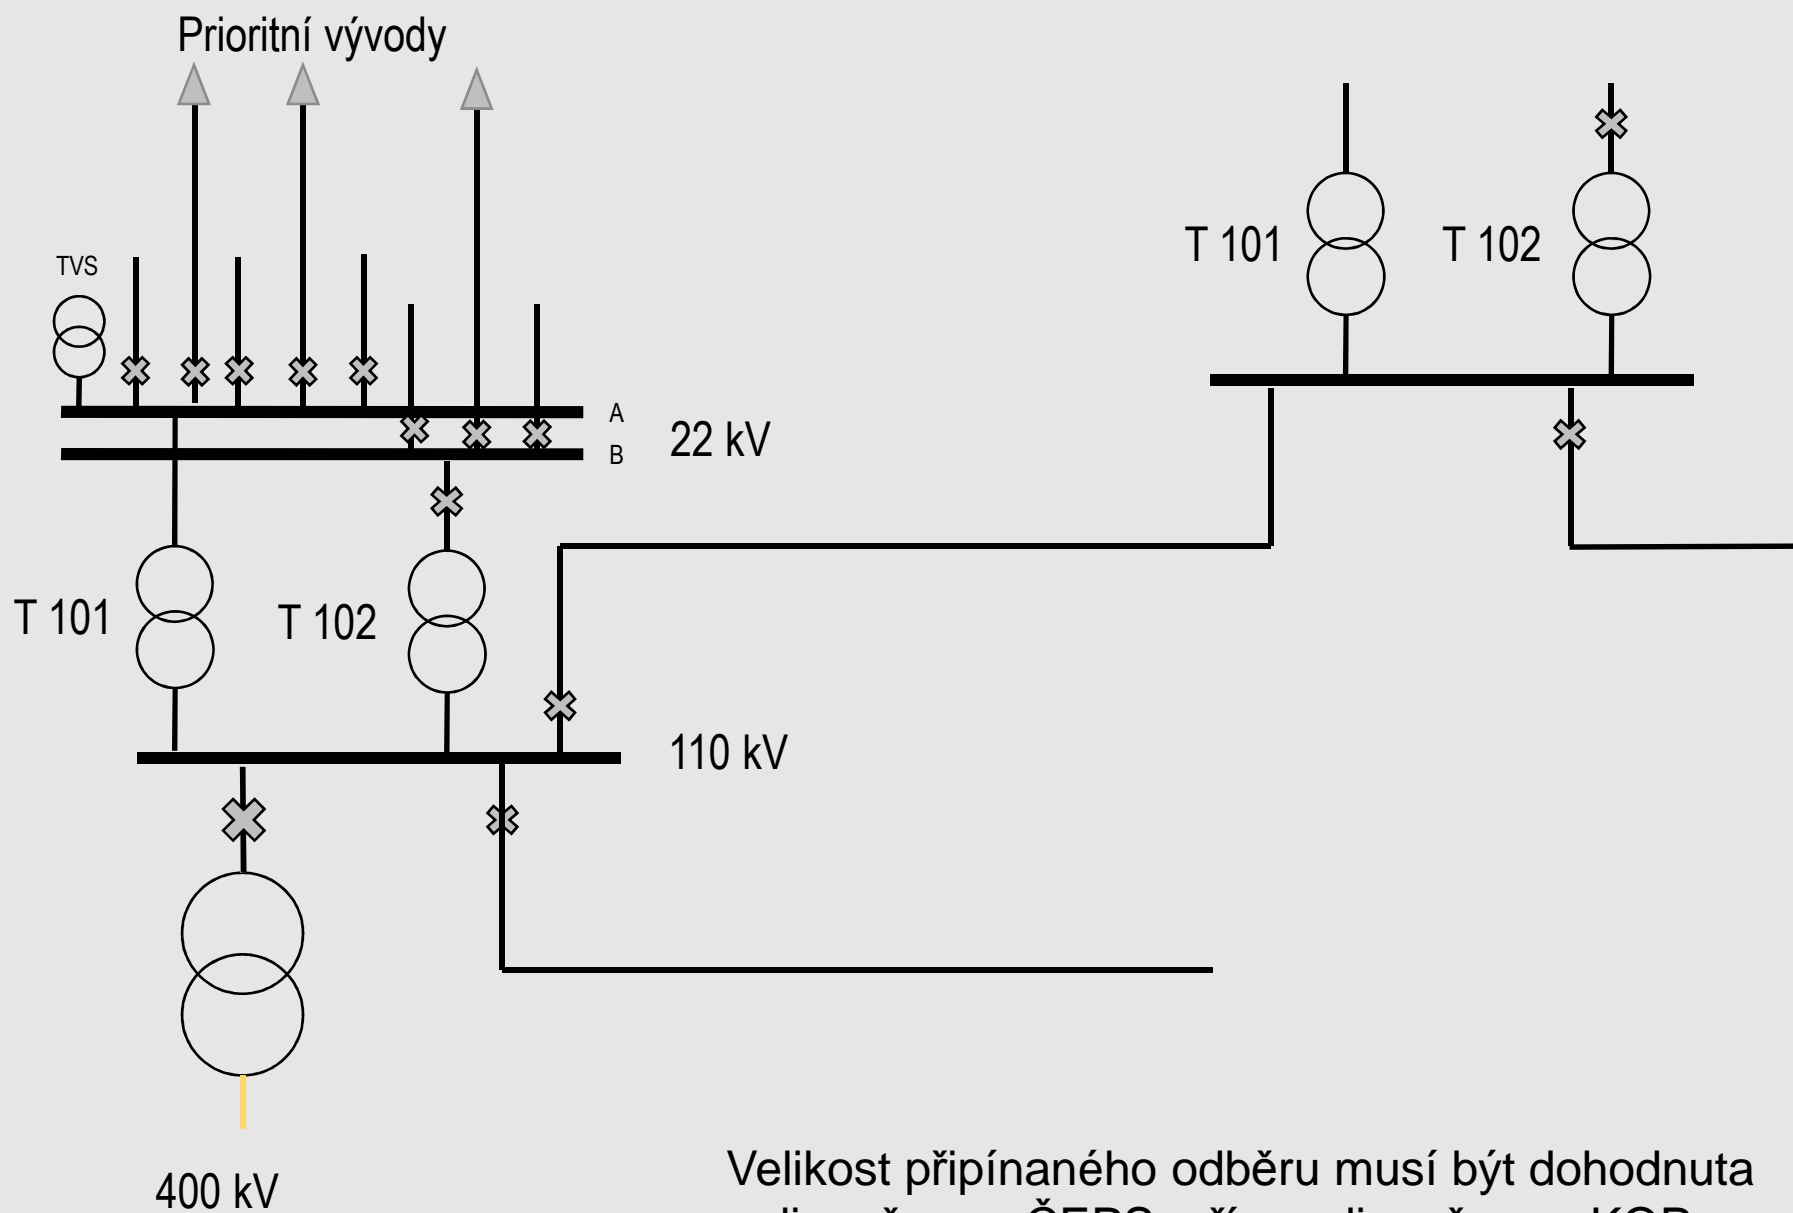 Prioritní vývody
TVS
T 101
T 102
A
B
22 kV
T 101
T 102
110 kV
400 kV
Velikost připínaného odběru musí být dohodnuta
ČEPS